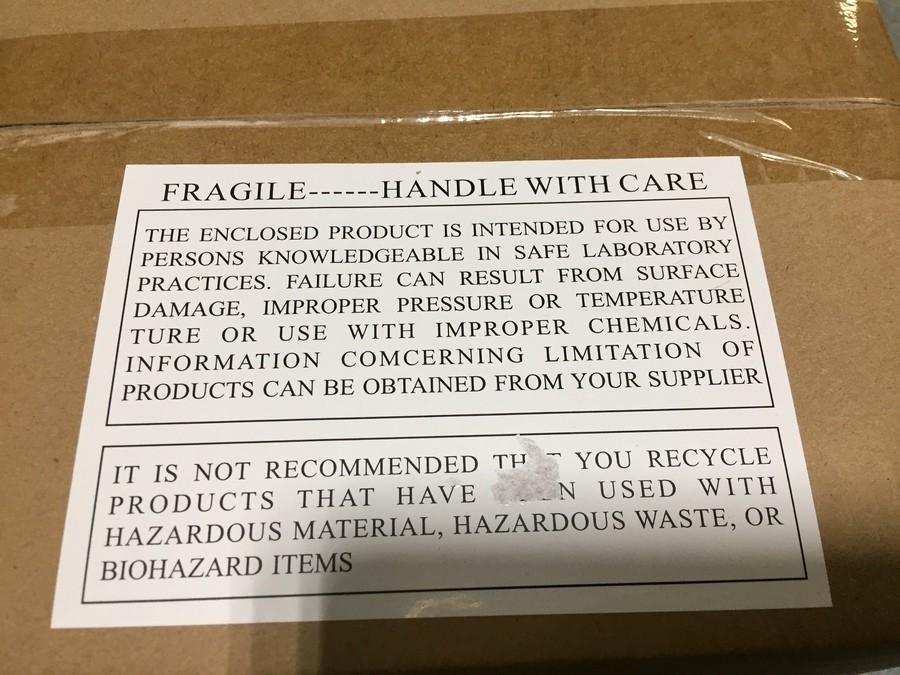 FRAGILE------HANDLE WITH CARE
THE ENCLOSED PRODUCT IS INTENDED FOR USE BY
PERSONS KNOWLEDGEABLE IN SAFE LABORATORY
PRACTICES. FAILURE CAN RESULT FROM SURFACE
DAMAGE, IMPROPER PRESSURE OR TEMPERATURE
TURE OR USE WITH IMPROPER CHEMICALS.
INFORMATION COMCERNING LIMITATION OF
PRODUCTS CAN BE OBTAINED FROM YOUR SUPPLIER
IT IS NOT RECOMMENDED YOU RECYCLE
PRODUCTS THAT HAVE USED WITH
HAZARDOUS MATERIAL, HAZARDOUS WASTE, OR
BIOHAZARD ITEMS